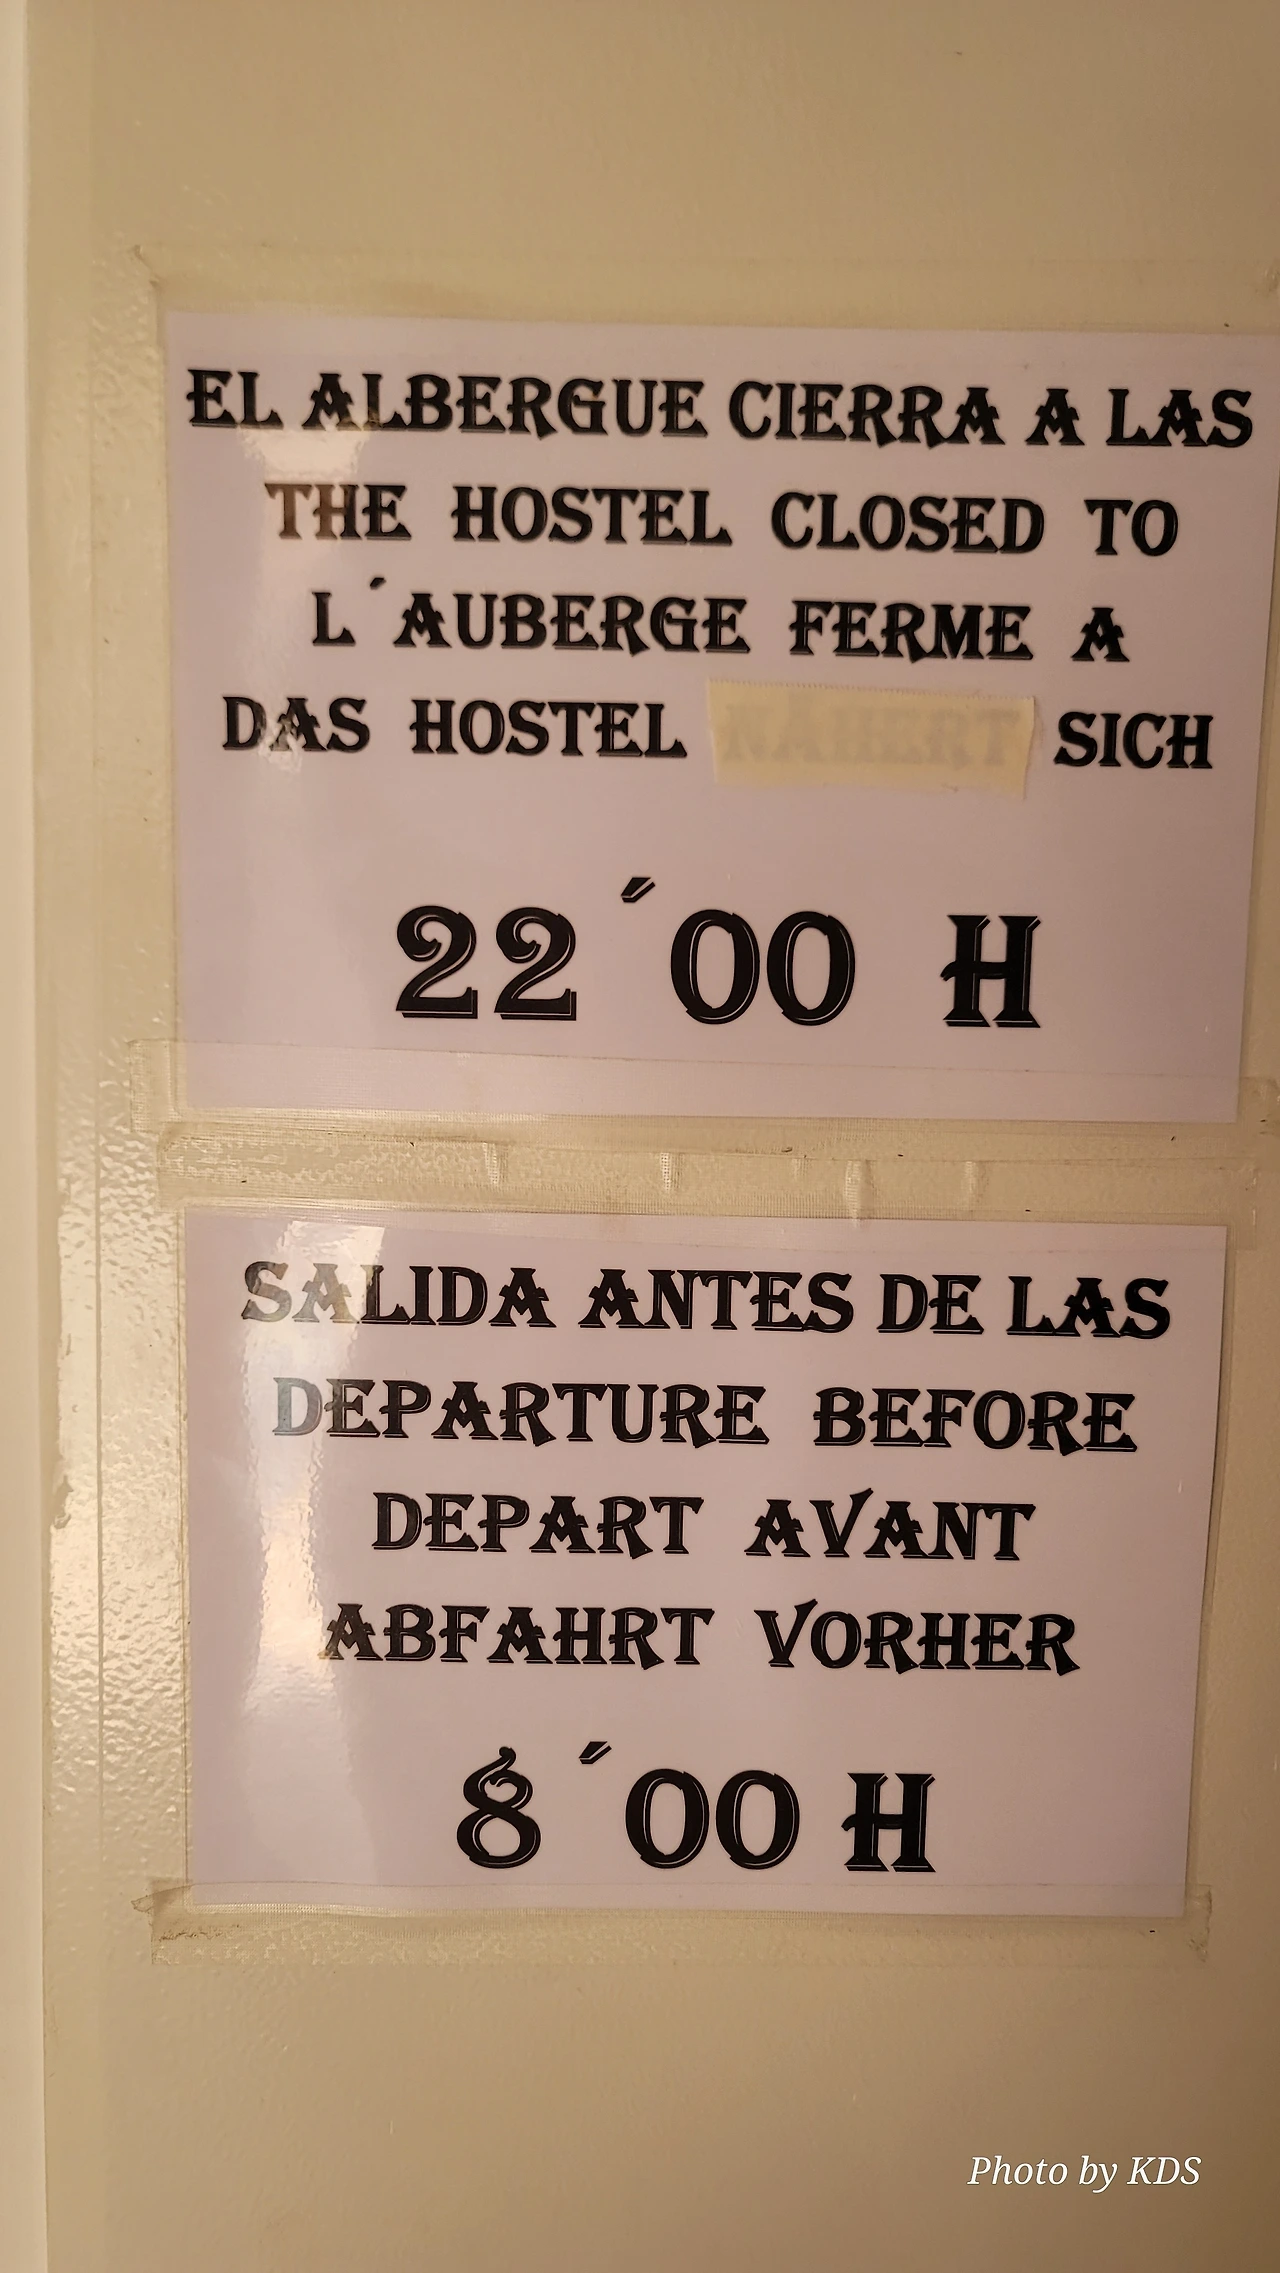 EL ALBERGUE CIERRA A LAS
THE HOSTEL CLOSED TO
L´AUBERGE FERME A
DAS HOSTEL NAHERT SICH
22´00 H
SALIDA ANTES DE LAS
DEPARTURE BEFORE
DEPART AVANT
ABFAHRT VORHER
8´00 H
Photo by KDS